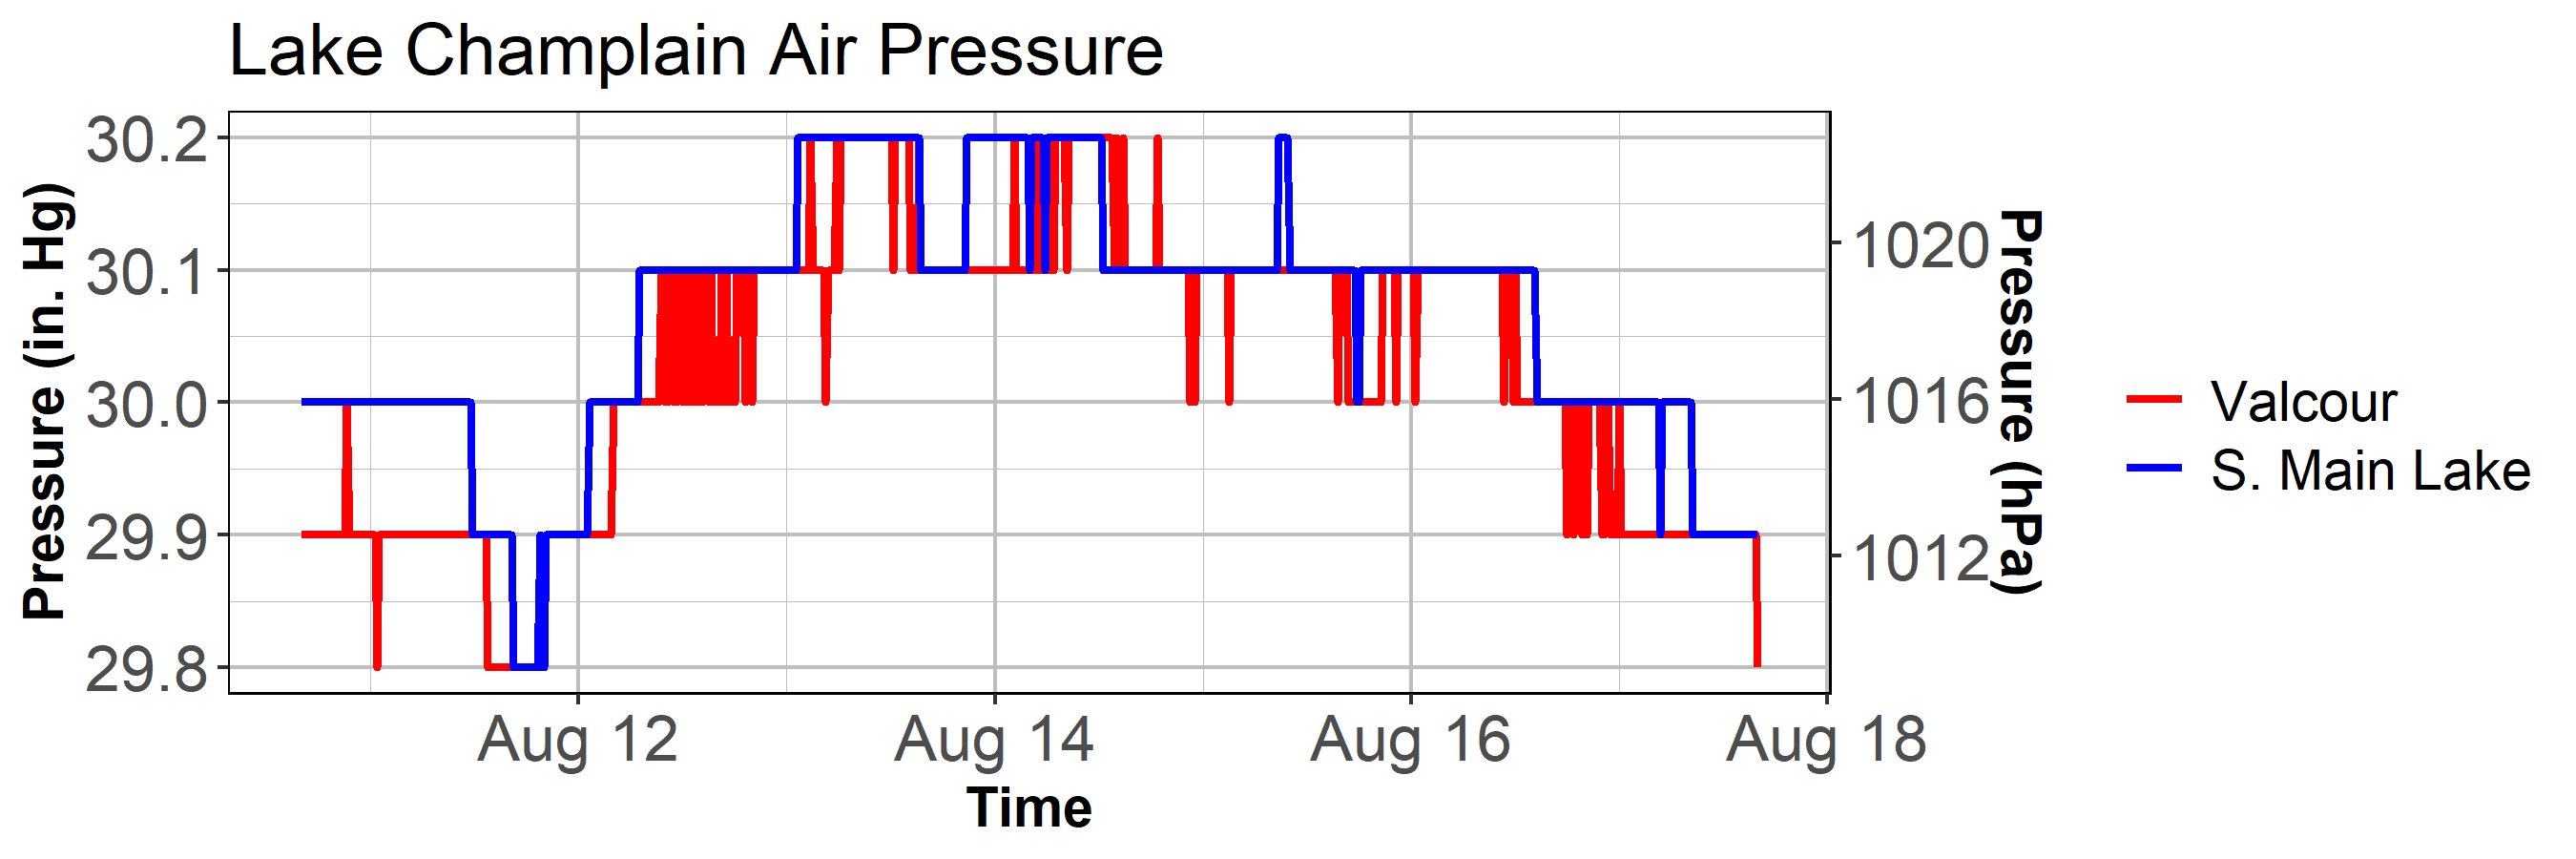 Lake Champlain Air Pressure
Pressure (in. Hg)
30.2
30.1
30.0
29.9
29.8
1020
1016
1012
Pressure (hPa)
Aug 12
Aug 14
Aug 16
Aug 18
Time
Valcour
S. Main Lake